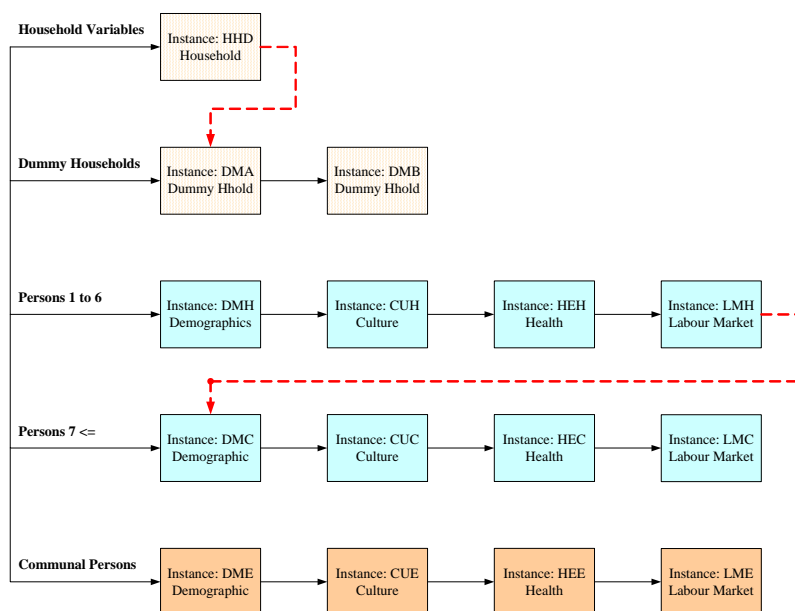 Household Variables
Instance: HHD
Household
Dummy Households
Instance: DMA
Dummy Hhold
Instance: DMB
Dummy Hhold
Persons 1 to 6
Instance: DMH
Demographics
Instance: CUH
Culture
Instance: HEH
Health
Instance: LMH
Labour Market
Persons 7 <=
Instance: DMC
Demographic
Instance: CUC
Culture
Instance: HEC
Health
Instance: LMC
Labour Market
Communal Persons
Instance: DME
Demographic
Instance: CUE
Culture
Instance: HEE
Health
Instance: LME
Labour Market